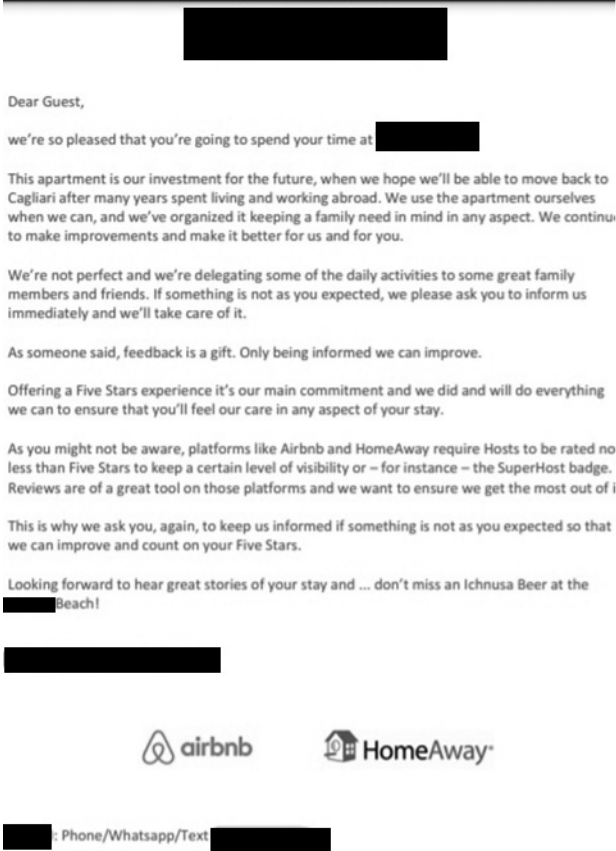 Dear Guest,
we're so pleased that you're going to spend your time at
This apartment is our investment for the future, when we hope we'll be able to move back to
Cagliari after many years spent living and working abroad. We use the apartment ourselves
when we can, and we've organized it keeping a family need in mind in any aspect. We continu
to make improvements and make it better for us and for you.
We're not perfect and we're delegating some of the daily activities to some great family
members and friends. If something is not as you expected, we please ask you to inform us
immediately and we'll take care of it.
As someone said, feedback is a gift. Only being informed we can improve.
Offering a Five Stars experience it's our main commitment and we did and will do everything
we can to ensure that you'll feel our care in any aspect of your stay.
As you might not be aware, platforms like Airbnb and HomeAway require Hosts to be rated no
less than Five Stars to keep a certain level of visibility or – for instance – the SuperHost badge.
Reviews are of a great tool on those platforms and we want to ensure we get the most out of i
This is why we ask you, again, to keep us informed if something is not as you expected so that
we can improve and count on your Five Stars.
Looking forward to hear great stories of your stay and ... don't miss an Ichnusa Beer at the
Beach!
airbnb HomeAway
: Phone/Whatsapp/Text